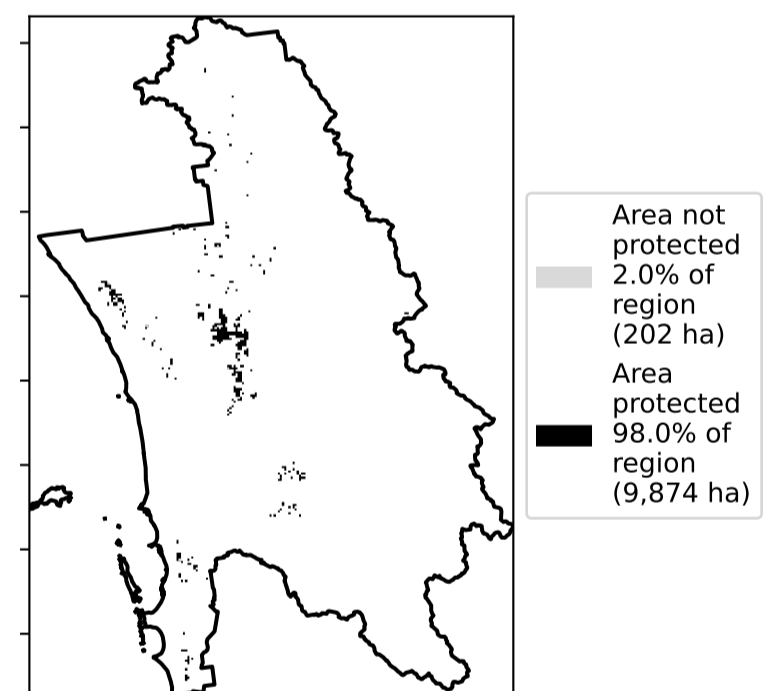 Area not
protected
2.0% of
region
(202 ha)
Area
protected
98.0% of
region
(9,874 ha)